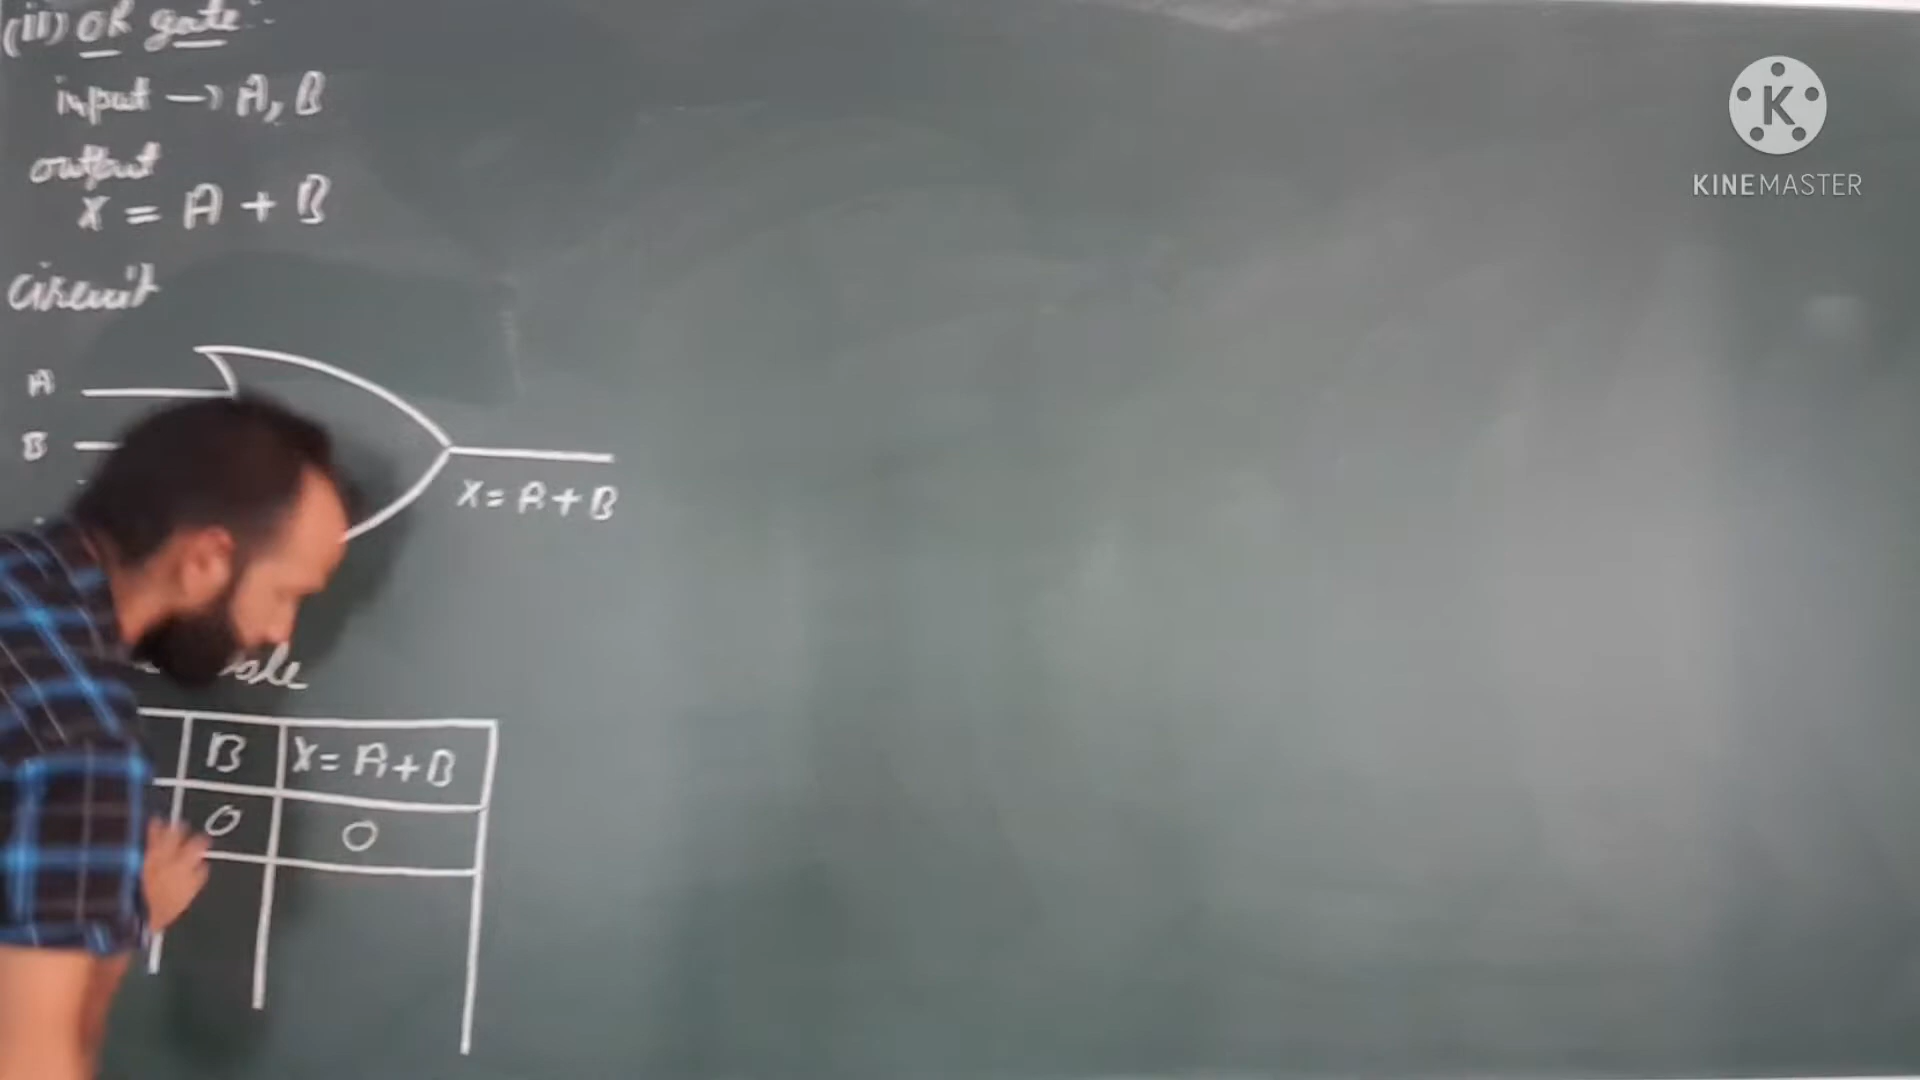 (ii) OR gate :-
input → A, B
output
X = A + B
circuit
A
B
X = A + B
B X = A + B
0 0
K
KINEMASTER